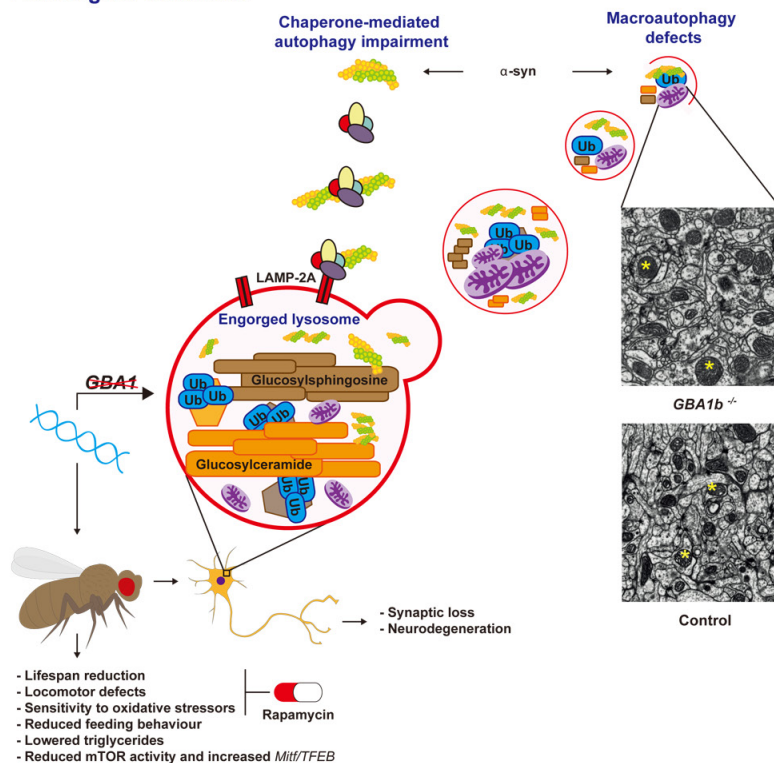 Chaperone-mediated
autophagy impairment
Macroautophagy
defects
α-syn
Ub
Ub
Ub
Ub
Ub
LAMP-2A
Engorged lysosome
*
*
GBA1b -/-
GBA1
Glucosylsphingosine
Ub
Ub
Ub
Ub
Ub
Glucosylceramide
Ub
Ub
Ub
*
*
Control
- Synaptic loss
- Neurodegeneration
- Lifespan reduction
- Locomotor defects
- Sensitivity to oxidative stressors
- Reduced feeding behaviour
- Lowered triglycerides
- Reduced mTOR activity and increased Mitf/TFEB
Rapamycin